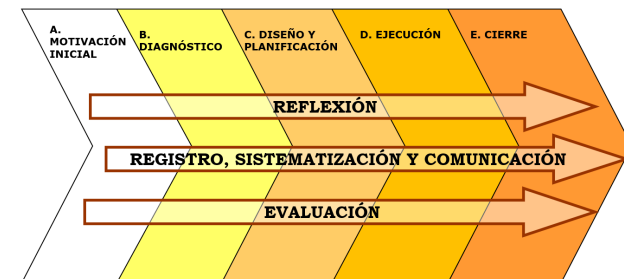 A.
MOTIVACIÓN
INICIAL
B.
DIAGNÓSTICO
C. DISEÑO Y
PLANIFICACIÓN
D. EJECUCIÓN
E. CIERRE
REFLEXIÓN
REGISTRO, SISTEMATIZACIÓN Y COMUNICACIÓN
EVALUACIÓN